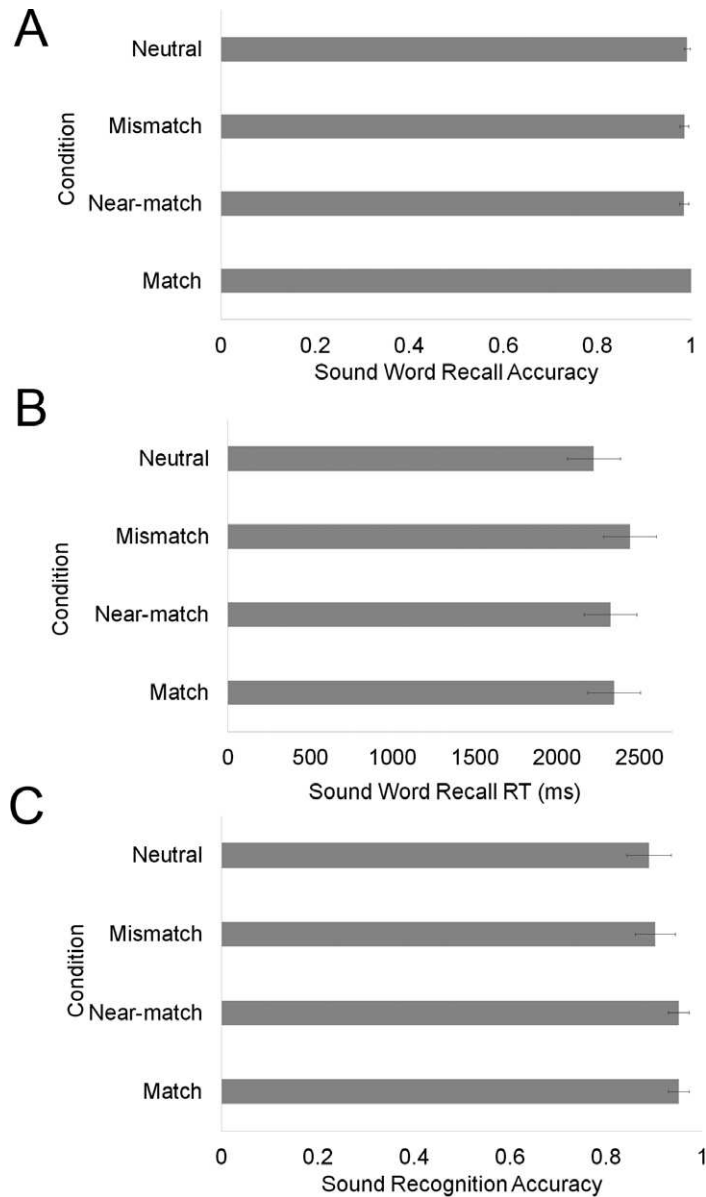 A
Condition
Neutral
Mismatch
Near-match
Match
0 0.2 0.4 0.6 0.8 1
Sound Word Recall Accuracy
B
Condition
Neutral
Mismatch
Near-match
Match
0 500 1000 1500 2000 2500
Sound Word Recall RT (ms)
C
Condition
Neutral
Mismatch
Near-match
Match
0 0.2 0.4 0.6 0.8 1
Sound Recognition Accuracy